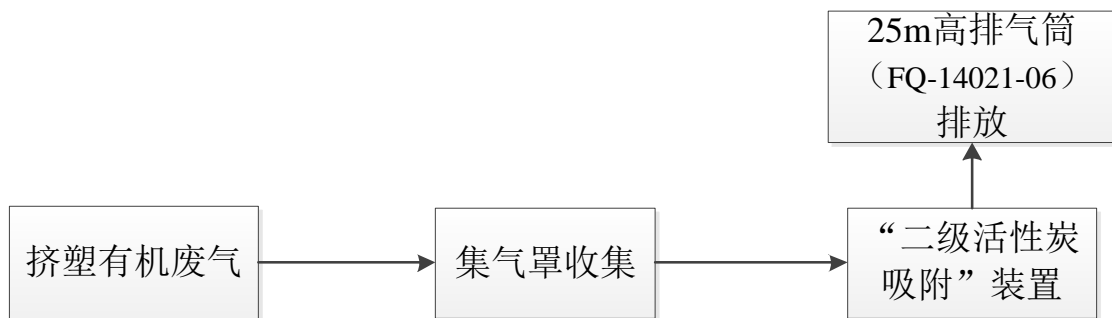 25m高排气筒
（FQ-14021-06）
排放
挤塑有机废气
集气罩收集
“二级活性炭
吸附”装置